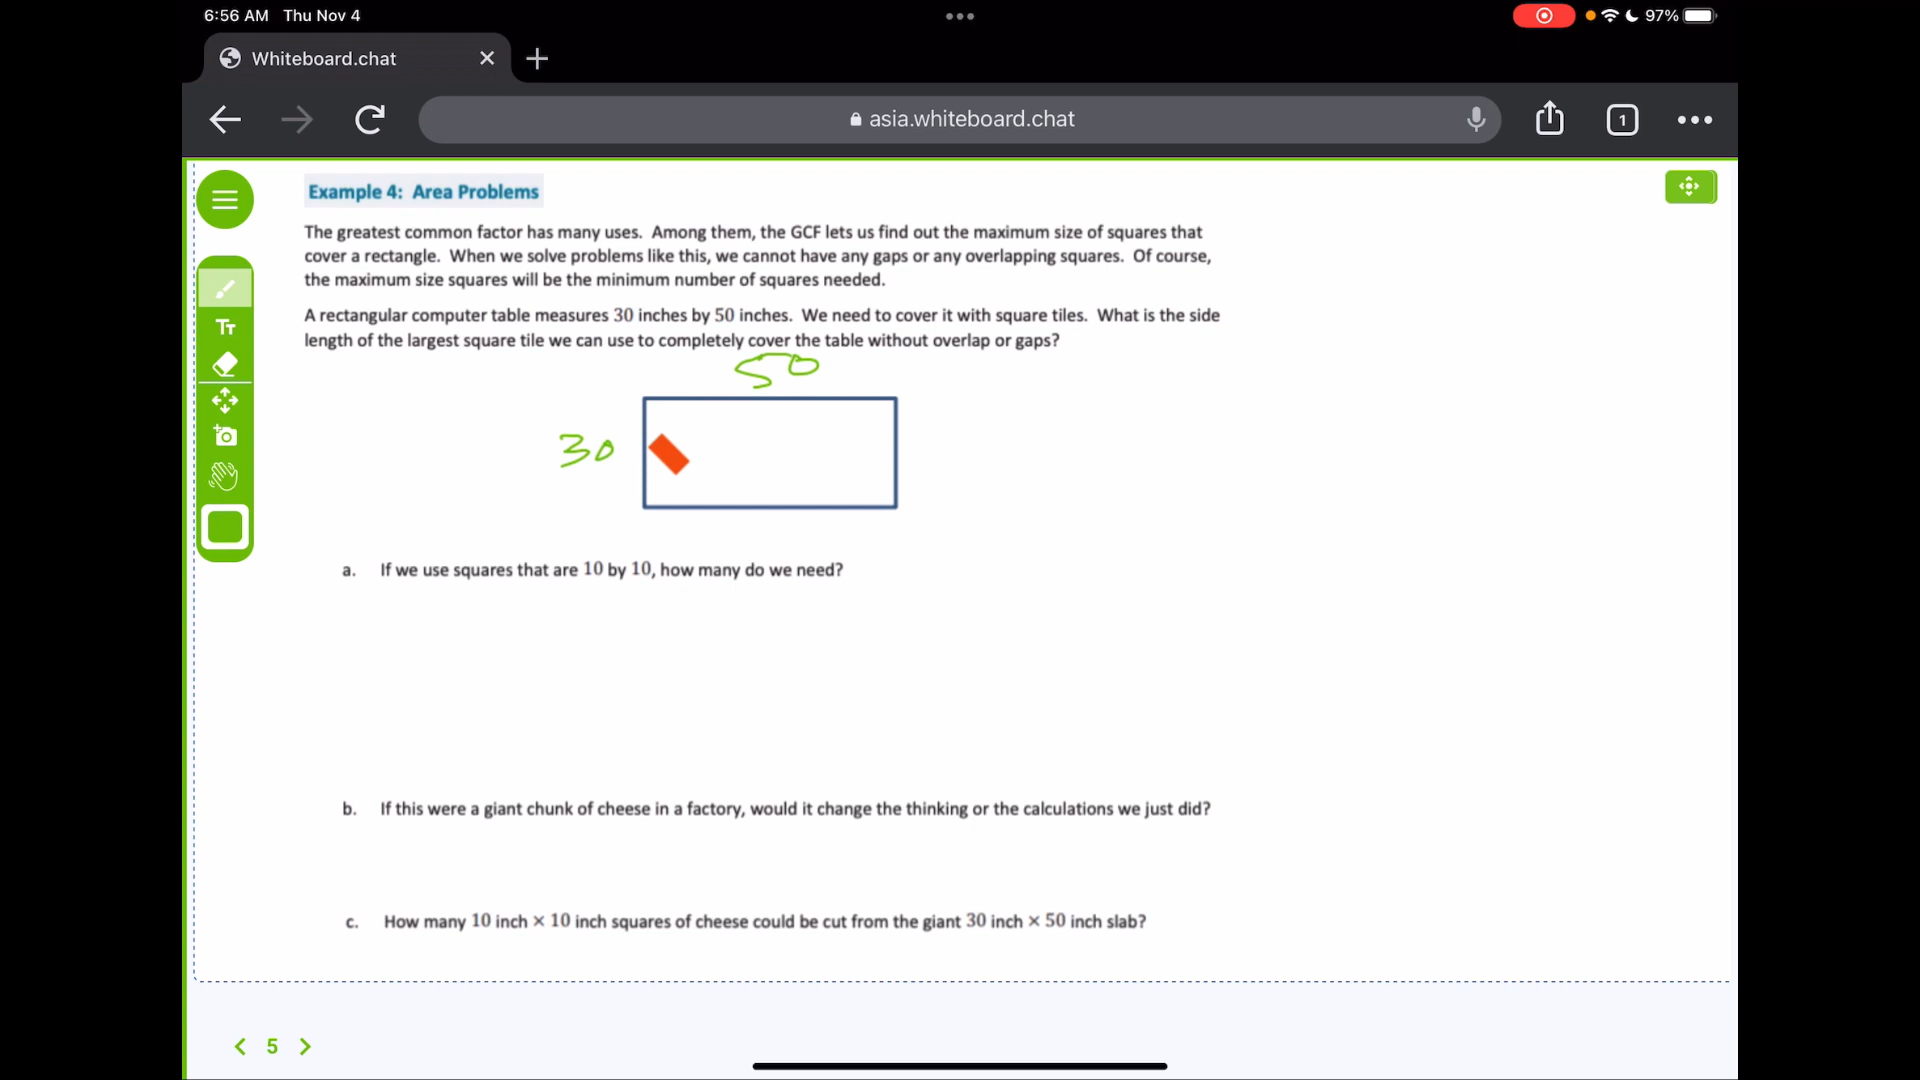 6:56 AM Thu Nov 4
97%
Whiteboard.chat
asia.whiteboard.chat
1
Example 4: Area Problems
The greatest common factor has many uses. Among them, the GCF lets us find out the maximum size of squares that
cover a rectangle. When we solve problems like this, we cannot have any gaps or any overlapping squares. Of course,
the maximum size squares will be the minimum number of squares needed.
A rectangular computer table measures 30 inches by 50 inches. We need to cover it with square tiles. What is the side
length of the largest square tile we can use to completely cover the table without overlap or gaps?
50
30
a. If we use squares that are 10 by 10, how many do we need?
b. If this were a giant chunk of cheese in a factory, would it change the thinking or the calculations we just did?
c. How many 10 inch × 10 inch squares of cheese could be cut from the giant 30 inch × 50 inch slab?
Tт
< 5 >